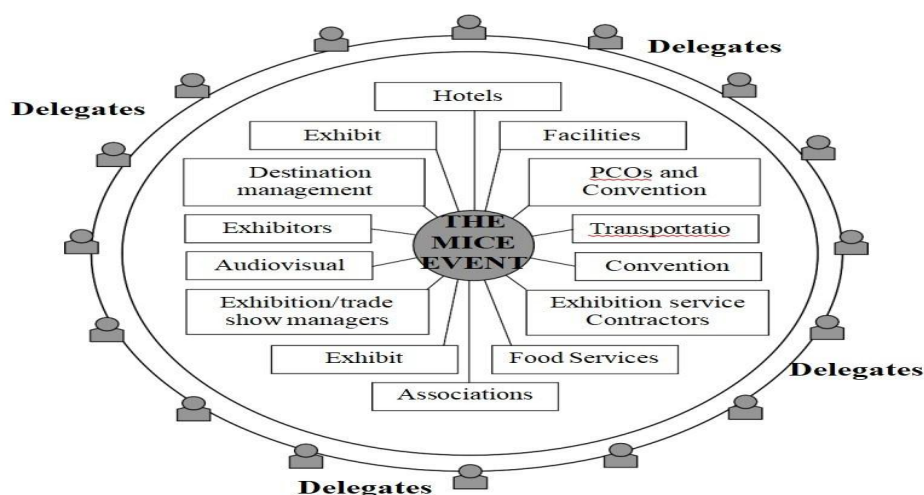 Delegates
Delegates
Hotels
Exhibit
Facilities
Destination
management
PCOs and
Convention
Exhibitors
THE
MICE
EVENT
Transportatio
Audiovisual
Convention
Exhibition/trade
show managers
Exhibition service
Contractors
Exhibit
Food Services
Associations
Delegates
Delegates